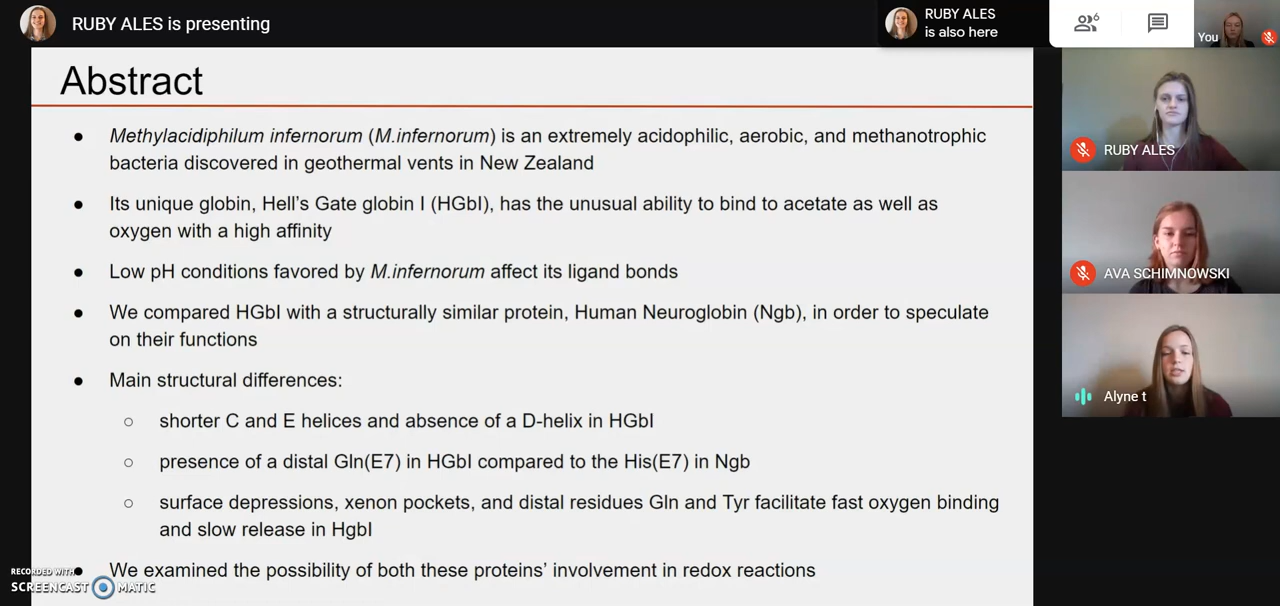 RUBY ALES is presenting
RUBY ALES
is also here
6
You
Abstract
● Methylacidiphilum infernorum (M.infernorum) is an extremely acidophilic, aerobic, and methanotrophic
bacteria discovered in geothermal vents in New Zealand
● Its unique globin, Hell's Gate globin I (HGbI), has the unusual ability to bind to acetate as well as
oxygen with a high affinity
● Low pH conditions favored by M.infernorum affect its ligand bonds
● We compared HGbI with a structurally similar protein, Human Neuroglobin (Ngb), in order to speculate
on their functions
● Main structural differences:
○ shorter C and E helices and absence of a D-helix in HGbI
○ presence of a distal Gln(E7) in HGbI compared to the His(E7) in Ngb
○ surface depressions, xenon pockets, and distal residues Gln and Tyr facilitate fast oxygen binding
and slow release in HgbI
● We examined the possibility of both these proteins' involvement in redox reactions
RUBY ALES
AVA SCHIMNOWSKI
Alyne t
RECORDED WITH
SCREENCAST MATIC